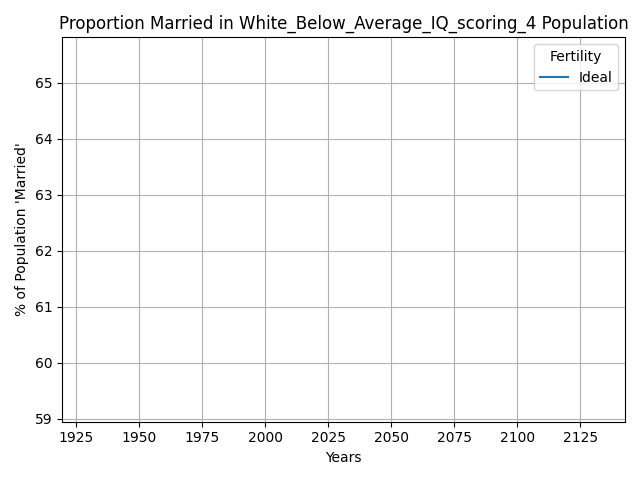 Proportion Married in White_Below_Average_IQ_scoring_4 Population
Fertility
Ideal
% of Population 'Married'
65
64
63
62
61
60
59
1925 1950 1975 2000 2025 2050 2075 2100 2125
Years